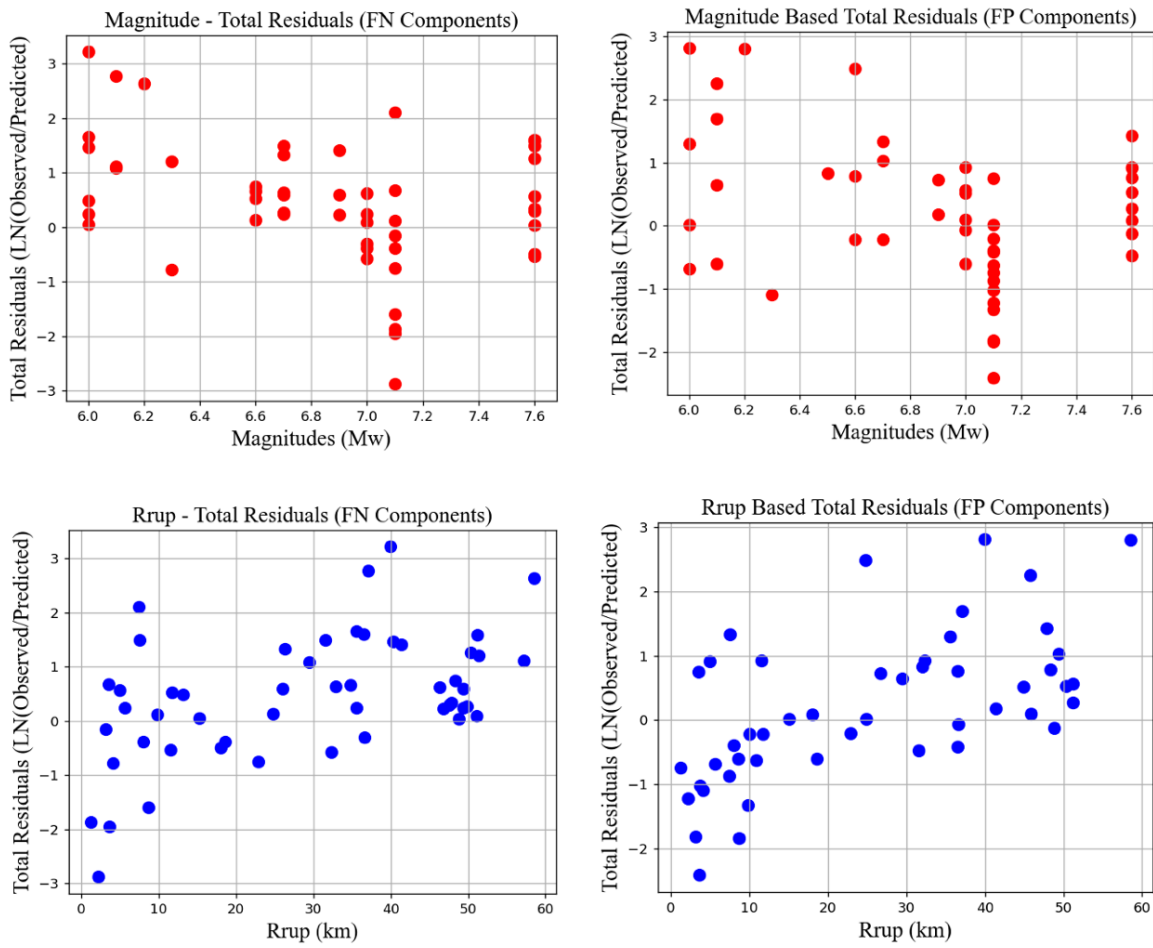 Magnitude - Total Residuals (FN Components)
Total Residuals (LN(Observed/Predicted)
3
2
1
0
−1
−2
−3
6.0 6.2 6.4 6.6 6.8 7.0 7.2 7.4 7.6
Magnitudes (Mw)
Magnitude Based Total Residuals (FP Components)
Total Residuals (LN(Observed/Predicted)
3
2
1
0
−1
−2
6.0 6.2 6.4 6.6 6.8 7.0 7.2 7.4 7.6
Magnitudes (Mw)
Rrup - Total Residuals (FN Components)
Total Residuals (LN(Observed/Predicted)
3
2
1
0
−1
−2
−3
0 10 20 30 40 50 60
Rrup (km)
Rrup Based Total Residuals (FP Components)
Total Residuals (LN(Observed/Predicted)
3
2
1
0
−1
−2
0 10 20 30 40 50 60
Rrup (km)